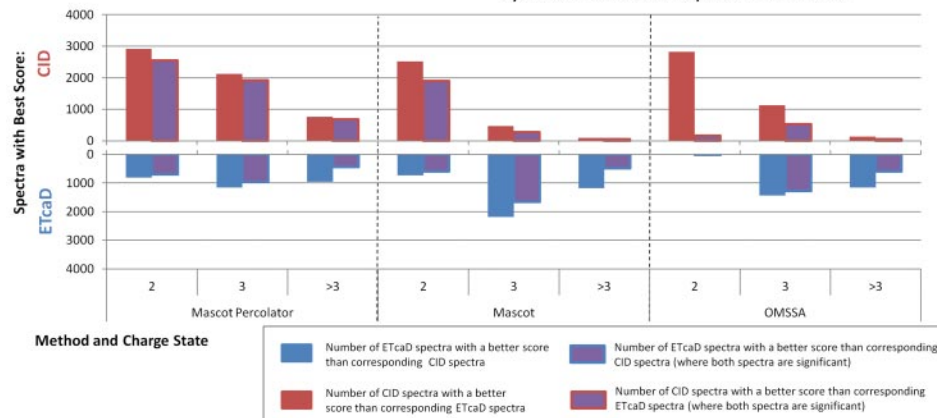 4000
3000
2000
1000
0
0
1000
2000
3000
4000
Spectra with Best Score:
CID
ETcaD
2 3 >3 2 3 >3 2 3 >3
Mascot Percolator Mascot OMSSA
Method and Charge State
Number of ETcaD spectra with a better score
than corresponding CID spectra
Number of ETcaD spectra with a better score than corresponding
CID spectra (where both spectra are significant)
Number of CID spectra with a better
score than corresponding ETcaD spectra
Number of CID spectra with a better score than corresponding
ETcaD spectra (where both spectra are significant)